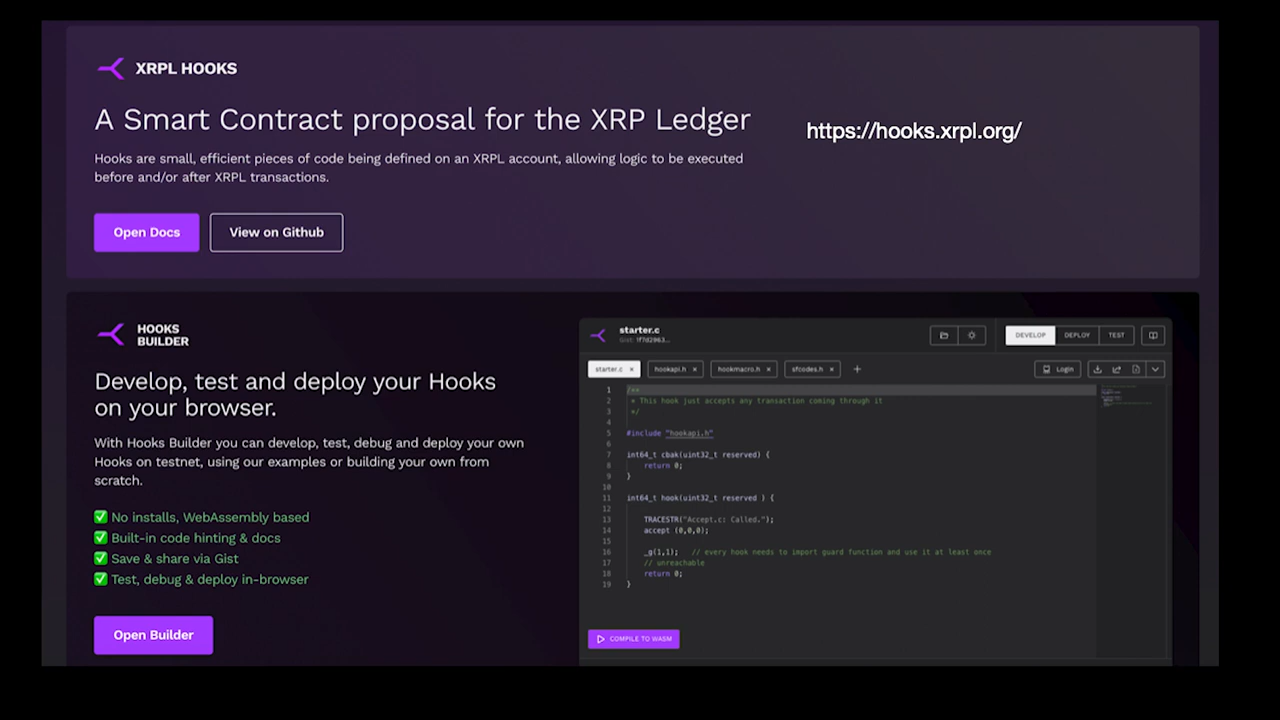 XRPL HOOKS
A Smart Contract proposal for the XRP Ledger
https://hooks.xrpl.org/
Hooks are small, efficient pieces of code being defined on an XRPL account, allowing logic to be executed
before and/or after XRPL transactions.
Open Docs
View on Github
HOOKS
BUILDER
Develop, test and deploy your Hooks
on your browser.
With Hooks Builder you can develop, test, debug and deploy your own
Hooks on testnet, using our examples or building your own from
scratch.
✅ No installs, WebAssembly based
✅ Built-in code hinting & docs
✅ Save & share via Gist
✅ Test, debug & deploy in-browser
Open Builder
starter.c
Gist: 1f7d2963...
DEVELOP DEPLOY TEST
starter.c × hookapi.h × hookmacro.h × sfcodes.h × +
Login
1 /**
2 * This hook just accepts any transaction coming through it
3 */
4
5 #include "hookapi.h"
6
7 int64_t cbak(uint32_t reserved) {
8 return 0;
9 }
10
11 int64_t hook(uint32_t reserved ) {
12
13 TRACESTR("Accept.c: Called.");
14 accept (0,0,0);
15
16 _g(1,1); // every hook needs to import guard function and use it at least once
17 // unreachable
18 return 0;
19 }
COMPILE TO WASM